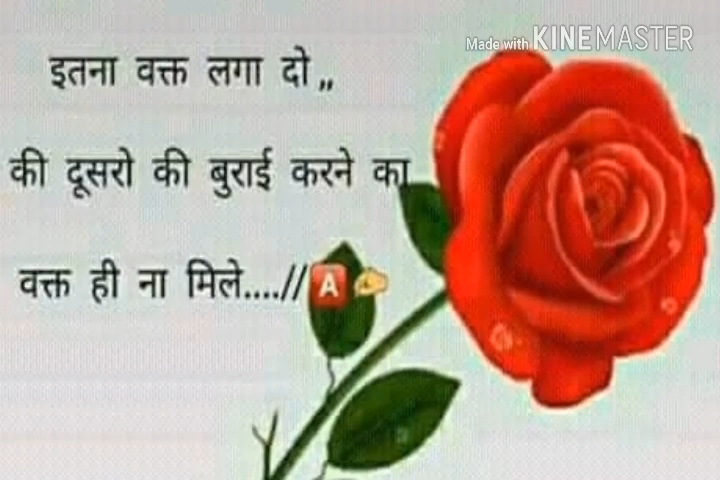 Made with KINEMASTER
इतना वक्त लगा दो ,,
की दूसरो की बुराई करने का
वक्त ही ना मिले....//🅰️✍️